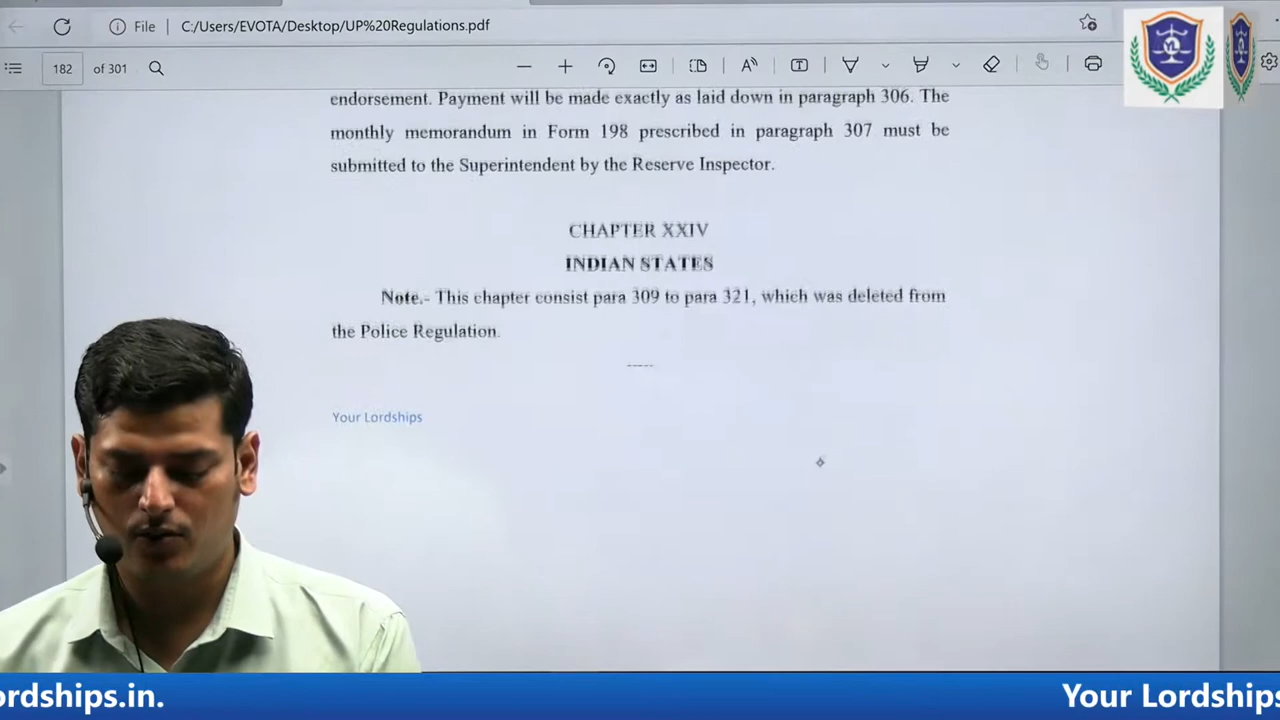 File | C:/Users/EVOTA/Desktop/UP%20Regulations.pdf
182 of 301
endorsement. Payment will be made exactly as laid down in paragraph 306. The
monthly memorandum in Form 198 prescribed in paragraph 307 must be
submitted to the Superintendent by the Reserve Inspector.
CHAPTER XXIV
INDIAN STATES
Note.- This chapter consist para 309 to para 321, which was deleted from
the Police Regulation.
-----
Your Lordships
ordships.in.
Your Lordships